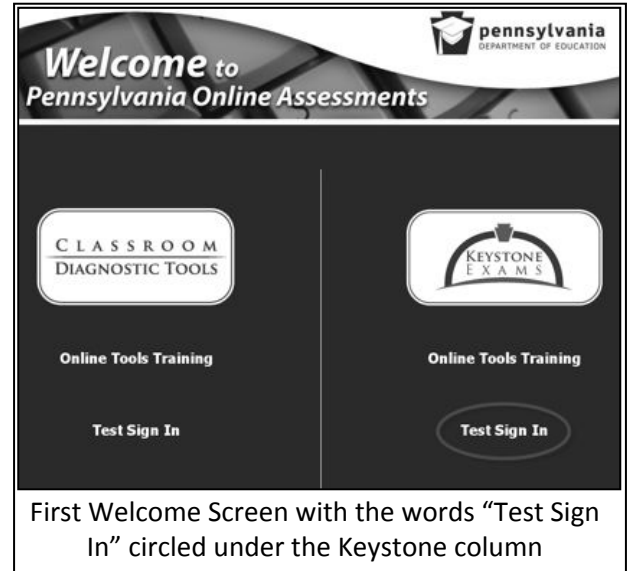 pennsylvania
DEPARTMENT OF EDUCATION
Welcome to
Pennsylvania Online Assessments
CLASSROOM
DIAGNOSTIC TOOLS
Online Tools Training
Test Sign In
KEYSTONE
EXAMS
Online Tools Training
Test Sign In
First Welcome Screen with the words “Test Sign
In” circled under the Keystone column